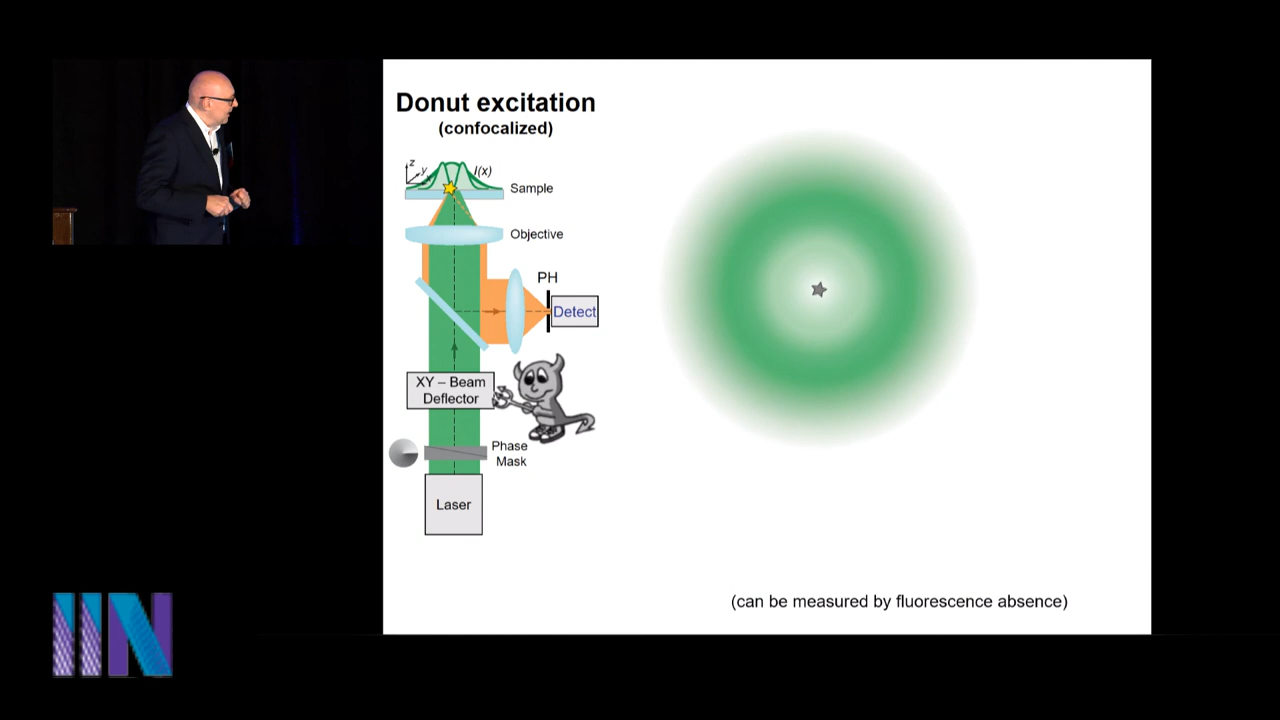 Donut excitation
(confocalized)
z
y
x
I(x)
Sample
Objective
PH
Detect
XY – Beam
Deflector
Phase
Mask
Laser
(can be measured by fluorescence absence)
IIN